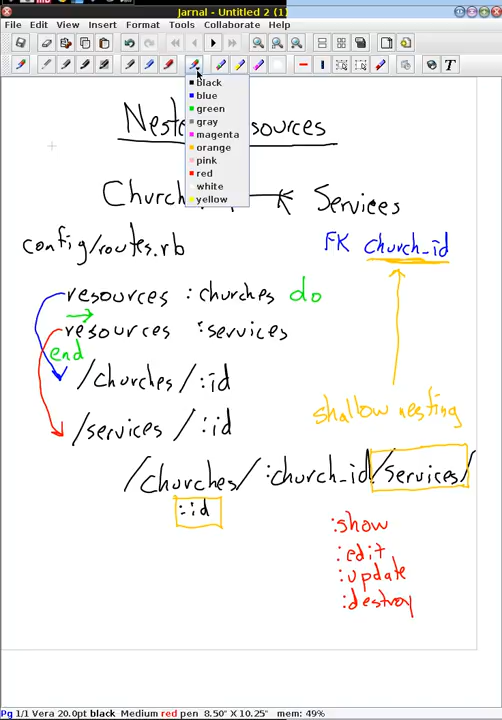 Jarnal - Untitled 2 (1)
File Edit View Insert Format Tools Collaborate Help
black
blue
green
gray
magenta
orange
pink
red
white
yellow
Services
config/routes.rb
FK church_id
resources :churches do
resources :services
end
/churches/:id
/services/:id
shallow nesting
/churches/:church_id/services/
:id
:show
:edit
:update
:destroy
Pg 1/1 Vera 20.0pt black Medium red pen 8.50" X 10.25" mem: 49%